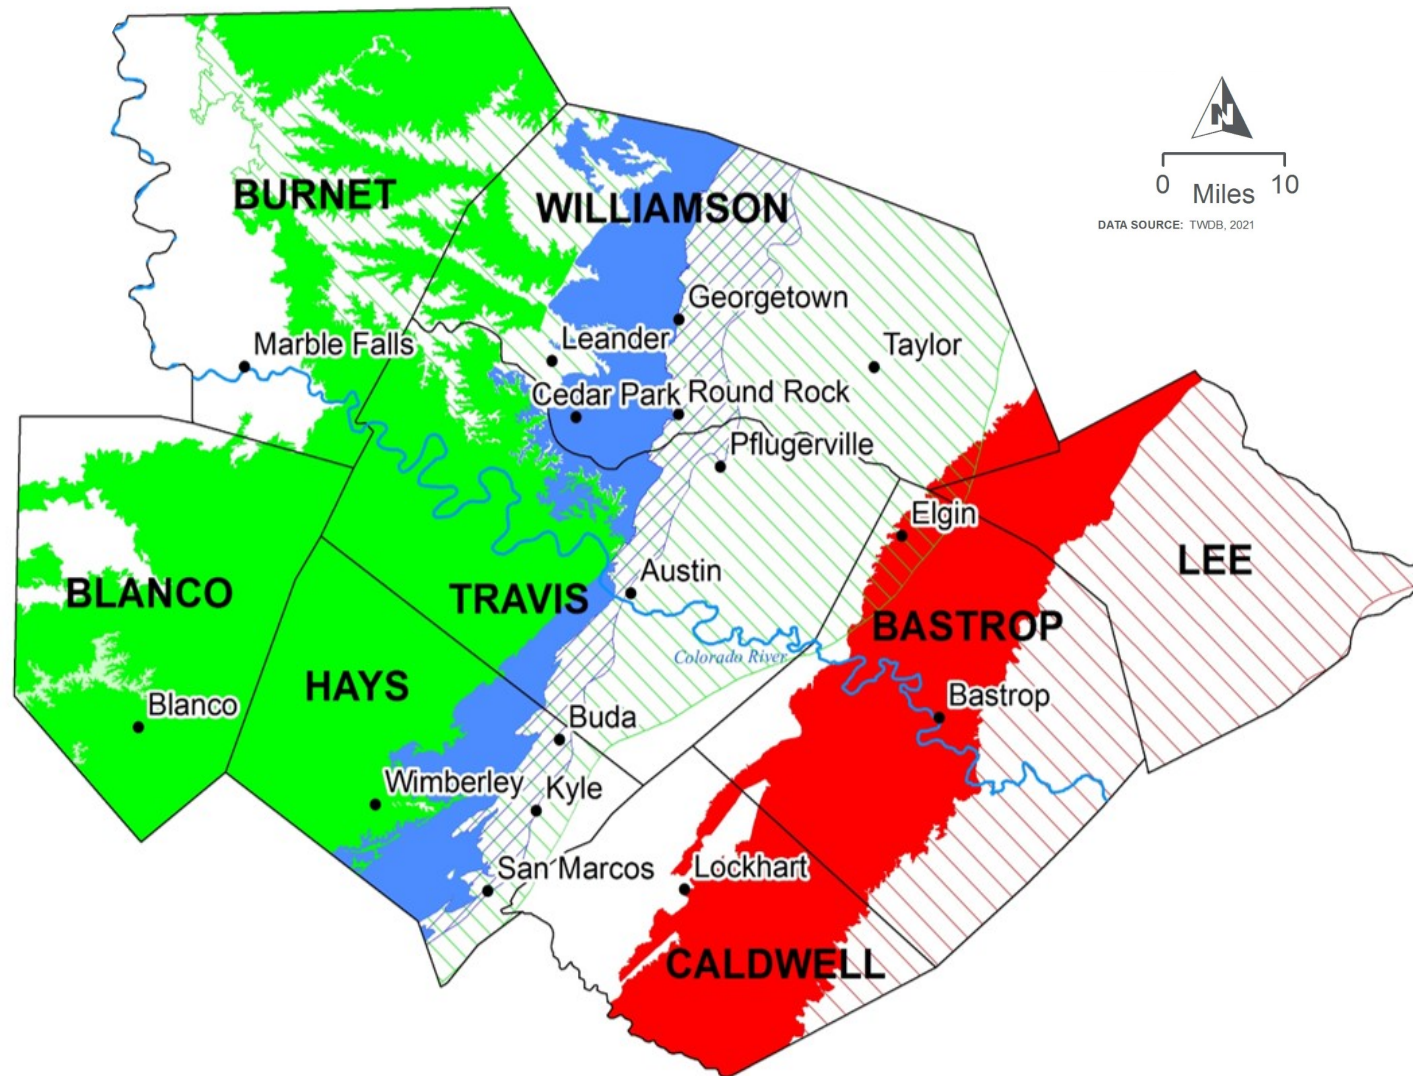 N
0 Miles 10
DATA SOURCE: TWDB, 2021
BURNET
WILLIAMSON
Georgetown
Marble Falls
Leander
Taylor
Cedar Park
Round Rock
Pflugerville
Elgin
LEE
Austin
BLANCO
TRAVIS
BASTROP
Colorado River
HAYS
Blanco
Bastrop
Buda
Wimberley
Kyle
San Marcos
Lockhart
CALDWELL